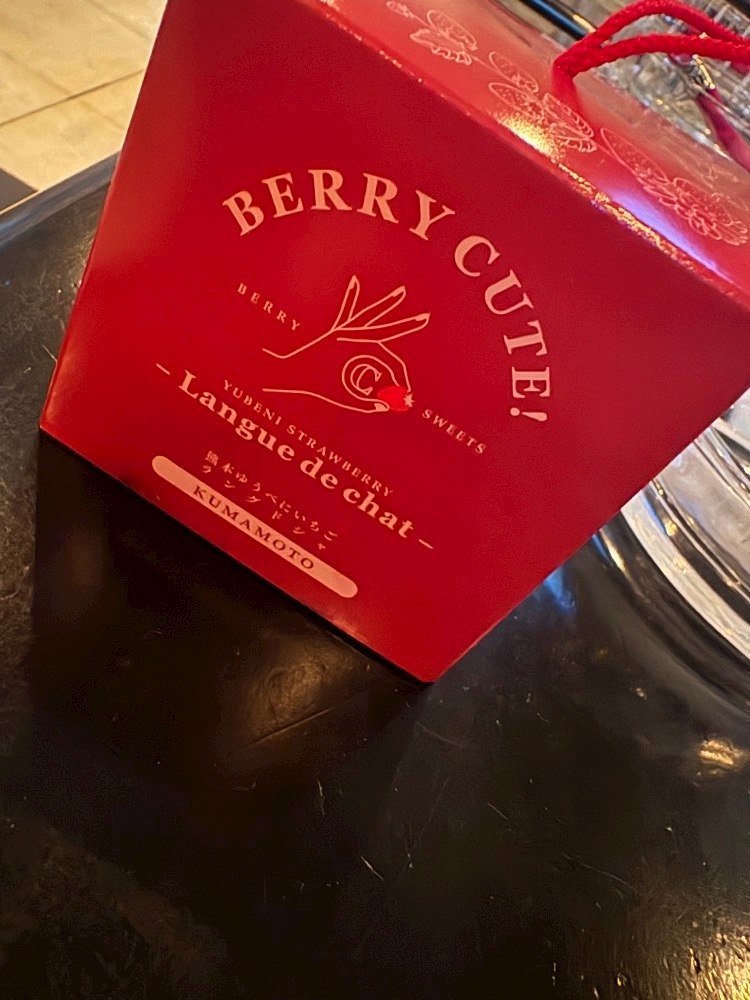 BERRY CUTE!
BERRY
C
SWEETS
YUBENI STRAWBERRY
– Langue de chat –
熊本ゆうべにいちご
ラングドシャ
KUMAMOTO